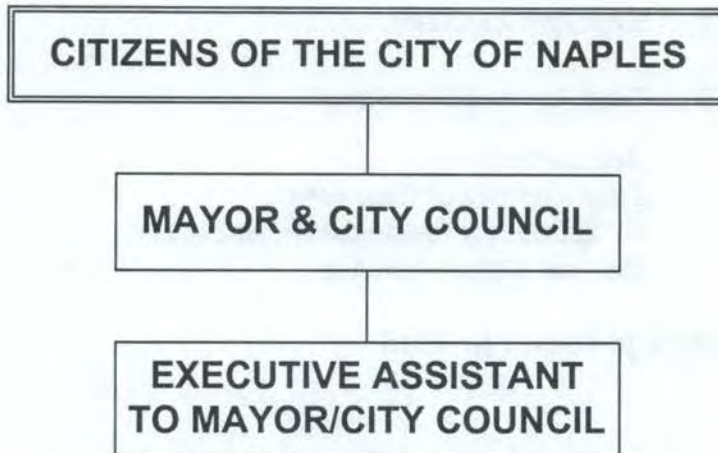 CITIZENS OF THE CITY OF NAPLES
MAYOR & CITY COUNCIL
EXECUTIVE ASSISTANT
TO MAYOR/CITY COUNCIL